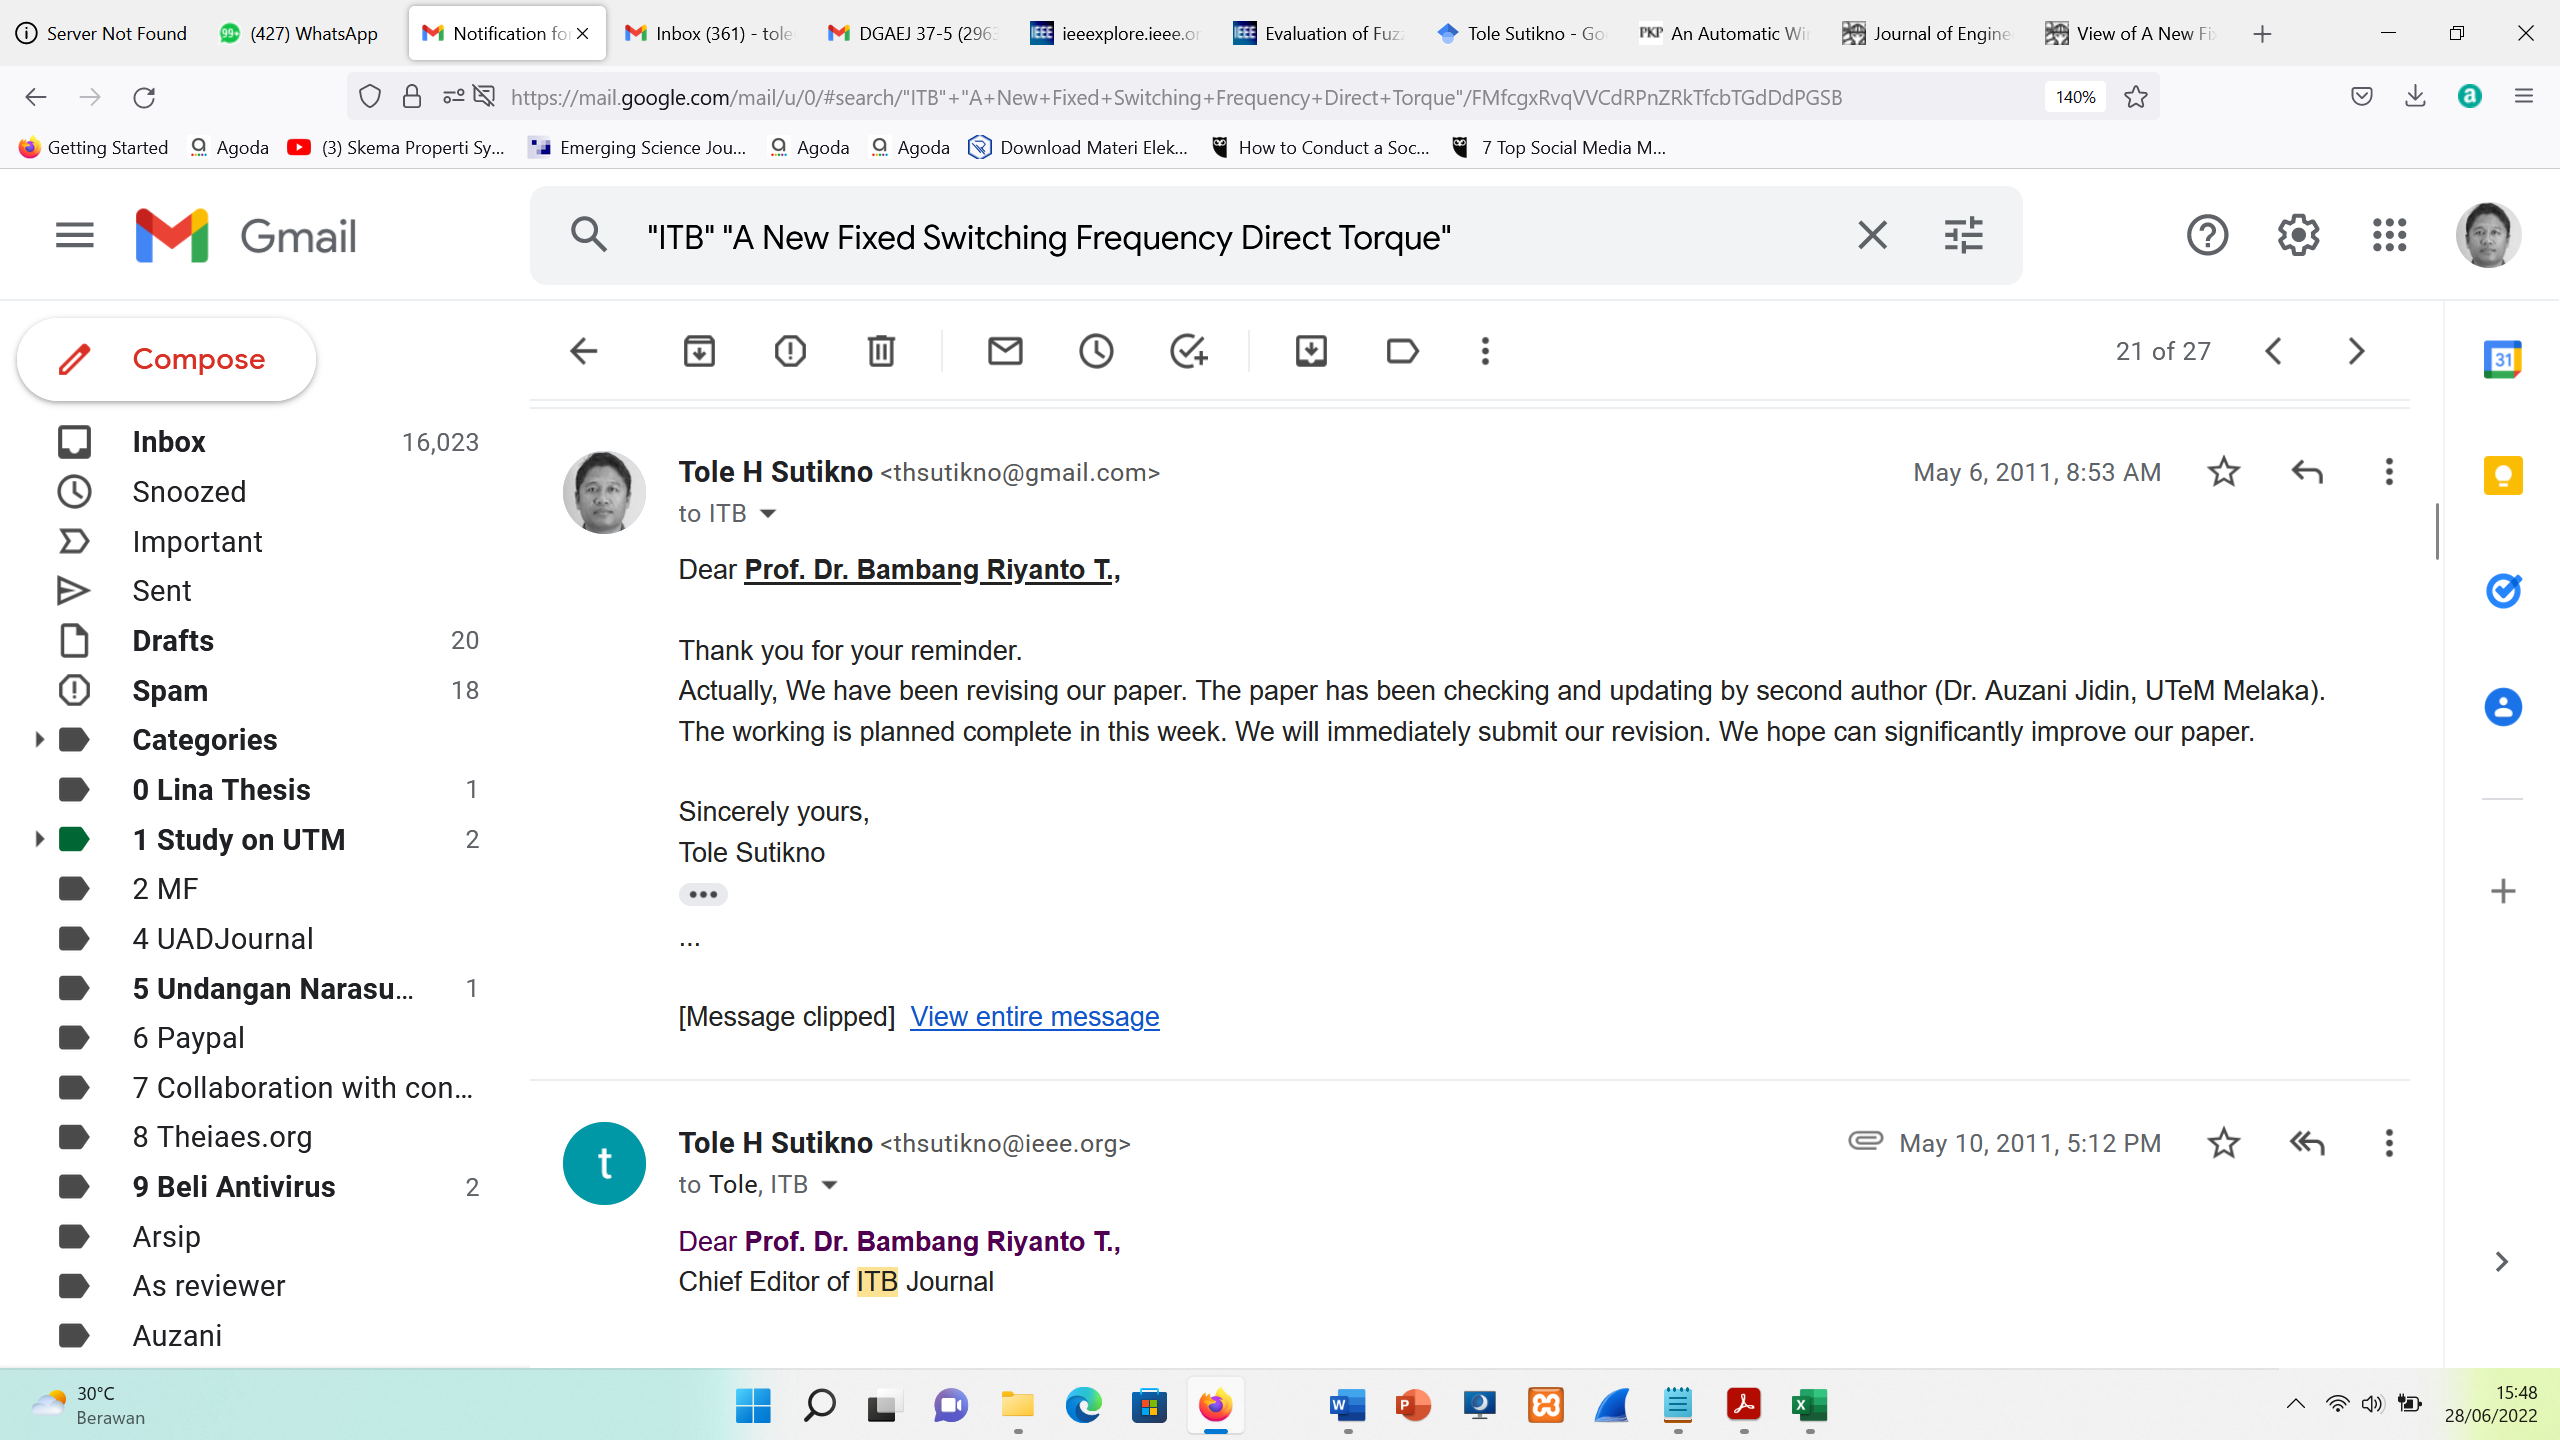 Server Not Found
(427) WhatsApp
Notification fo
Inbox (361) - tole
DGAEJ 37-5 (2963
ieeexplore.ieee.or
Evaluation of Fuzz
Tole Sutikno - Go
PKP An Automatic Wi
Journal of Engine
View of A New Fi
https://mail.google.com/mail/u/0/#search/"ITB"+"A+New+Fixed+Switching+Frequency+Direct+Torque"/FMfcgxRvqVVCdRPnZRkTfcbTGdDdPGSB
140%
Getting Started
Agoda
(3) Skema Properti Sy...
Emerging Science Jou...
Agoda
Agoda
Download Materi Elek...
How to Conduct a Soc...
7 Top Social Media M...
Gmail
"ITB" "A New Fixed Switching Frequency Direct Torque"
Compose
21 of 27
31
Inbox 16,023
Snoozed
Important
Sent
Drafts 20
Spam 18
Categories
0 Lina Thesis 1
1 Study on UTM 2
2 MF
4 UADJournal
5 Undangan Narasu... 1
6 Paypal
7 Collaboration with con...
8 Theiaes.org
9 Beli Antivirus 2
Arsip
As reviewer
Auzani
Tole H Sutikno <thsutikno@gmail.com>
May 6, 2011, 8:53 AM
to ITB
Dear Prof. Dr. Bambang Riyanto T.,
Thank you for your reminder.
Actually, We have been revising our paper. The paper has been checking and updating by second author (Dr. Auzani Jidin, UTeM Melaka).
The working is planned complete in this week. We will immediately submit our revision. We hope can significantly improve our paper.
Sincerely yours,
Tole Sutikno
...
[Message clipped] View entire message
t
Tole H Sutikno <thsutikno@ieee.org>
May 10, 2011, 5:12 PM
to Tole, ITB
Dear Prof. Dr. Bambang Riyanto T.,
Chief Editor of ITB Journal
30°C
Berawan
15:48
28/06/2022